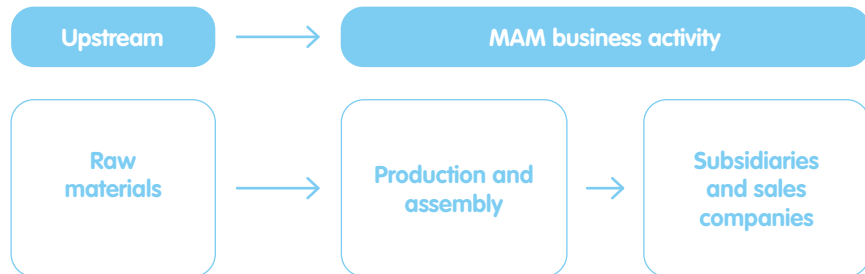 Upstream
MAM business activity
Raw
materials
Production and
assembly
Subsidiaries
and sales
companies